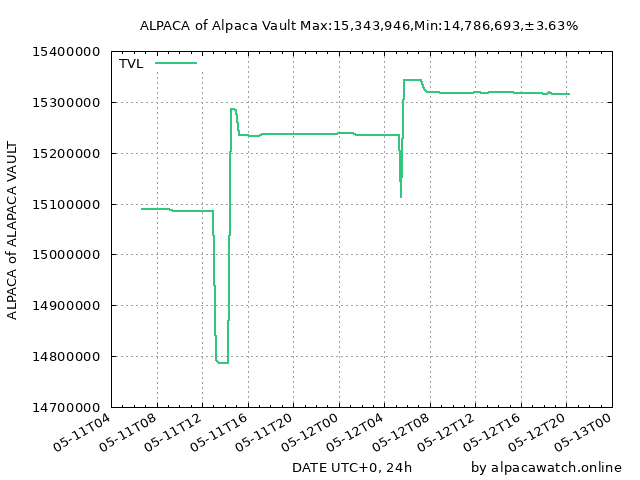 ALPACA of Alpaca Vault Max:15,343,946,Min:14,786,693,±3.63%
TVL
15400000
15300000
15200000
15100000
15000000
14900000
14800000
14700000
ALPACA of ALAPACA VAULT
05-11T04
05-11T08
05-11T12
05-11T16
05-11T20
05-12T00
05-12T04
05-12T08
05-12T12
05-12T16
05-12T20
05-13T00
DATE UTC+0, 24h
by alpacawatch.online